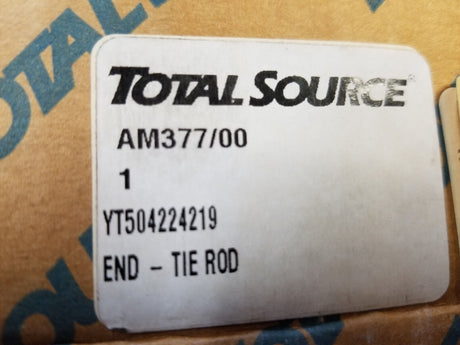 TOTAL SOURCE
AM377/00
1
YT504224219
END - TIE ROD